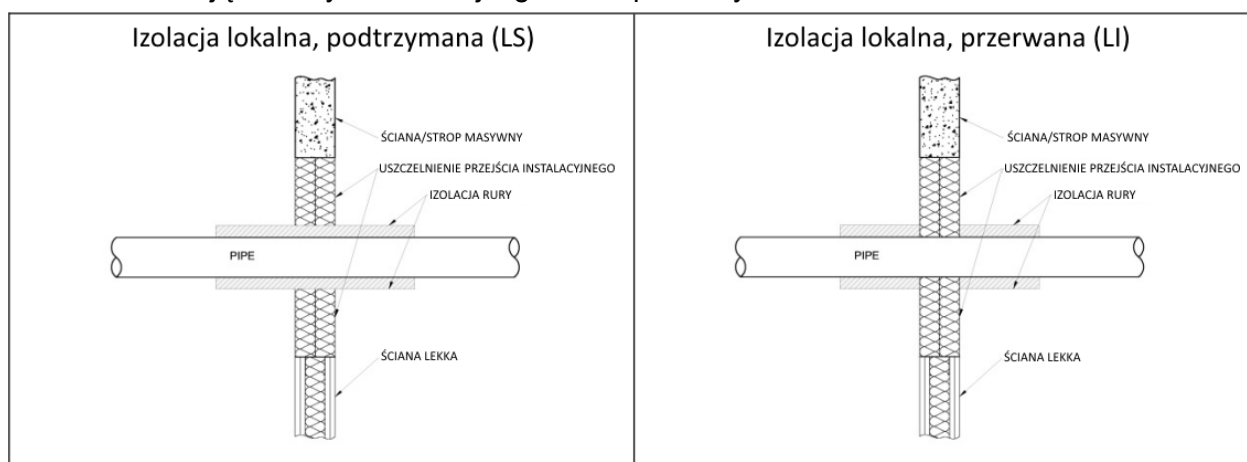 Izolacja lokalna, podtrzymana (LS)
ŚCIANA/STROP MASYWNY
USZCZELNIENIE PRZEJŚCIA INSTALACYJNEGO
IZOLACJA RURY
PIPE
ŚCIANA LEKKA
Izolacja lokalna, przerwana (LI)
ŚCIANA/STROP MASYWNY
USZCZELNIENIE PRZEJŚCIA INSTALACYJNEGO
IZOLACJA RURY
PIPE
ŚCIANA LEKKA